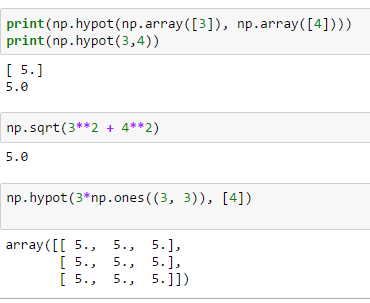 print(np.hypot(np.array([3]), np.array([4])))
print(np.hypot(3,4))
[ 5.]
5.0
np.sqrt(3**2 + 4**2)
5.0
np.hypot(3*np.ones((3, 3)), [4])
array([[ 5.,  5.,  5.],
       [ 5.,  5.,  5.],
       [ 5.,  5.,  5.]])